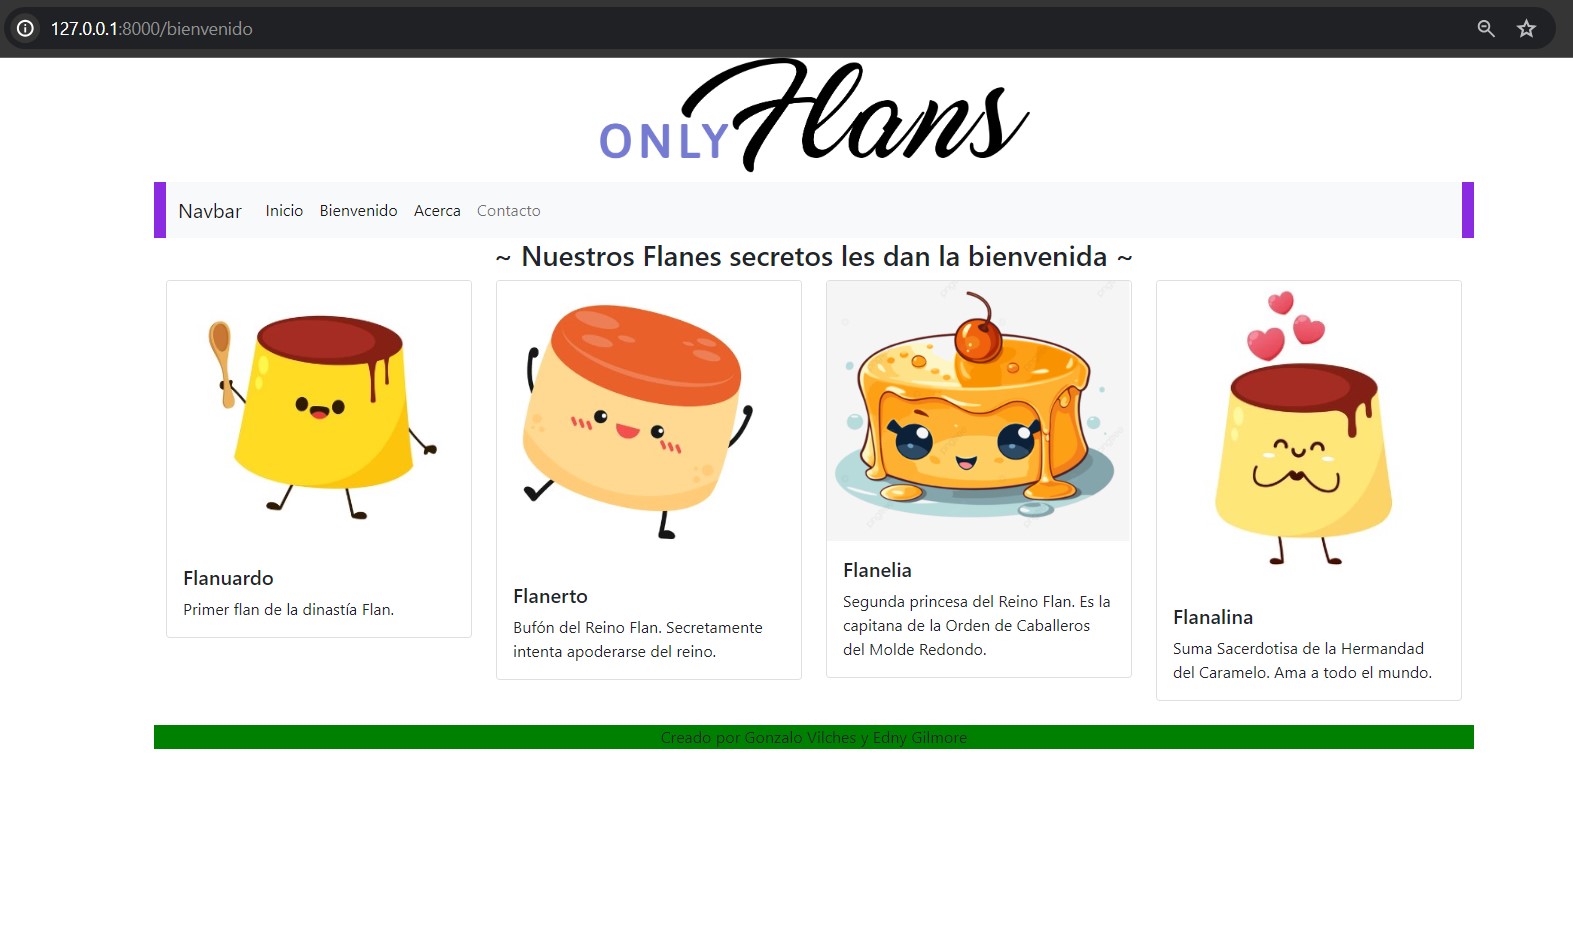 127.0.0.1:8000/bienvenido
ONLY Flans
Navbar Inicio Bienvenido Acerca Contacto
~ Nuestros Flanes secretos les dan la bienvenida ~
Flanuardo
Primer flan de la dinastía Flan.
Flanerto
Bufón del Reino Flan. Secretamente
intenta apoderarse del reino.
Flanelia
Segunda princesa del Reino Flan. Es la
capitana de la Orden de Caballeros
del Molde Redondo.
Flanalina
Suma Sacerdotisa de la Hermandad
del Caramelo. Ama a todo el mundo.
Creado por Gonzalo Vilches y Edny Gilmore